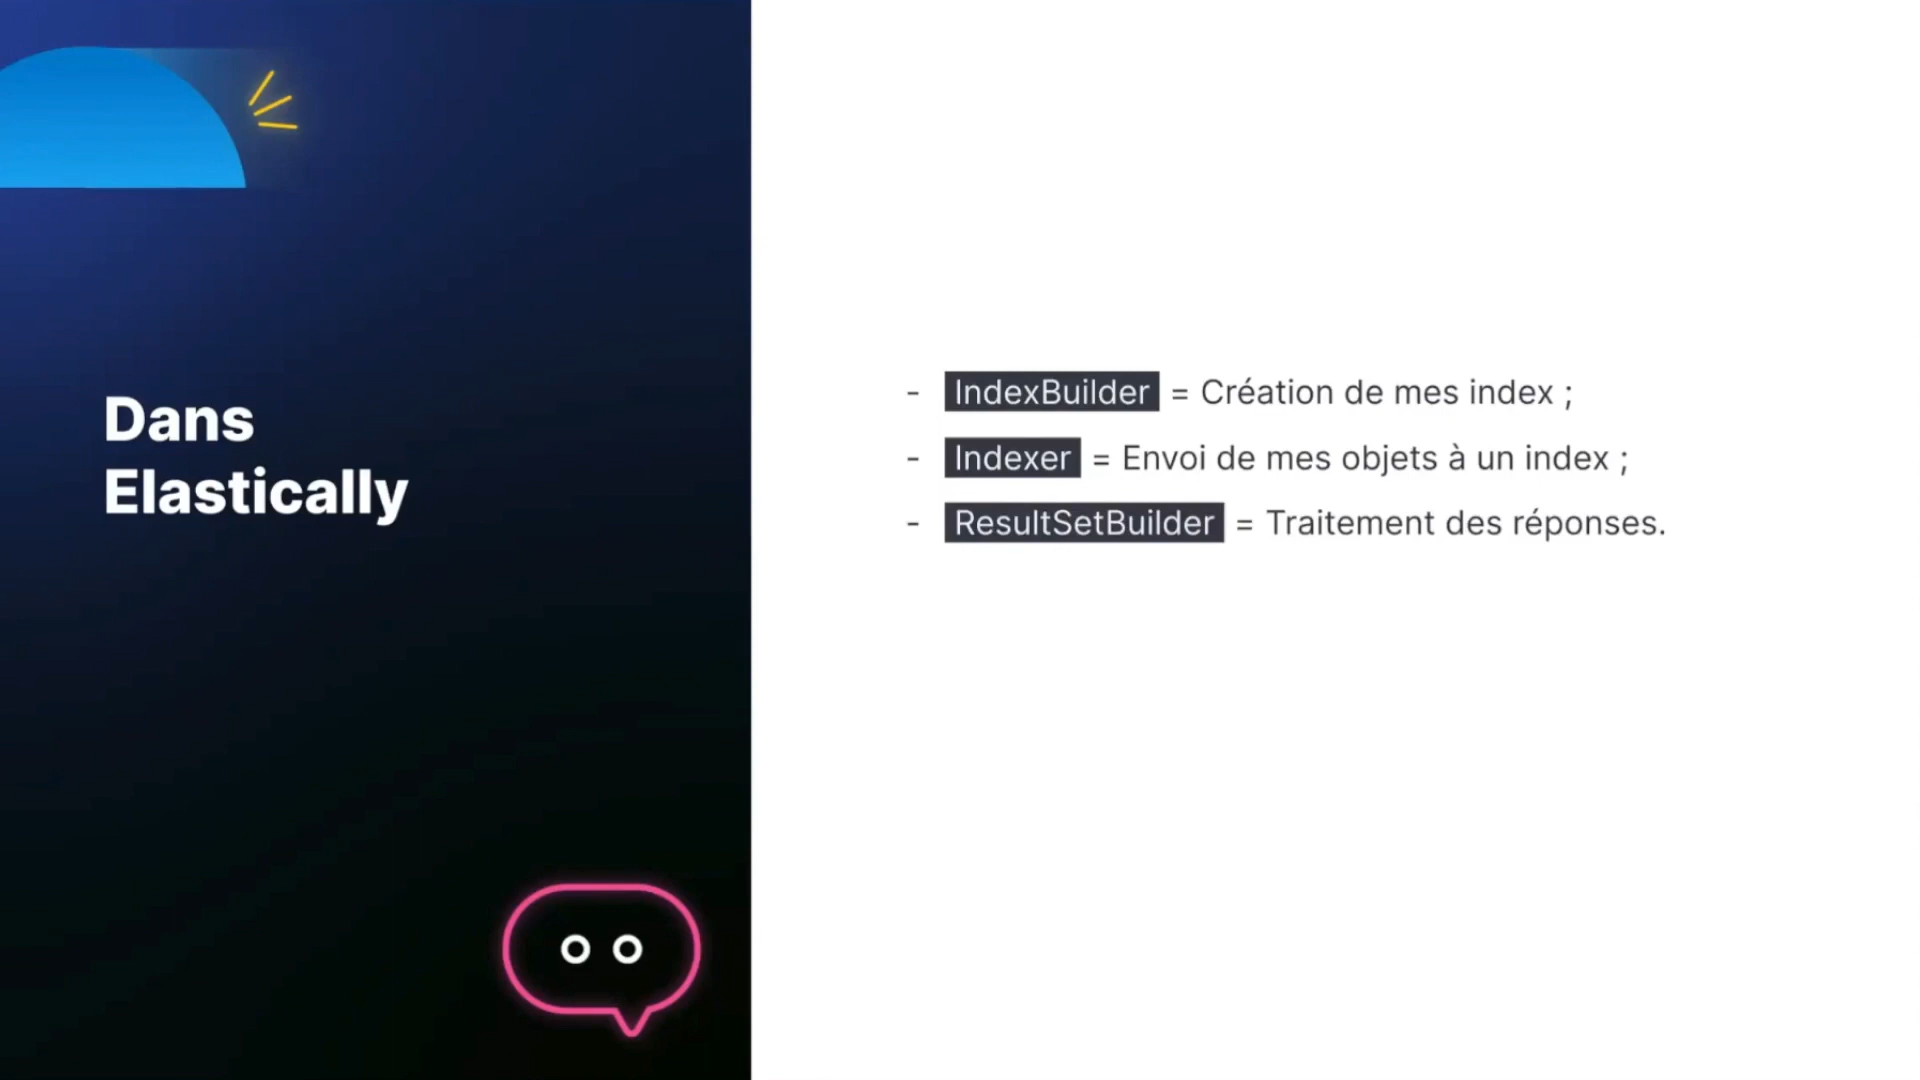 Dans
Elastically
- IndexBuilder = Création de mes index ;
- Indexer = Envoi de mes objets à un index ;
- ResultSetBuilder = Traitement des réponses.